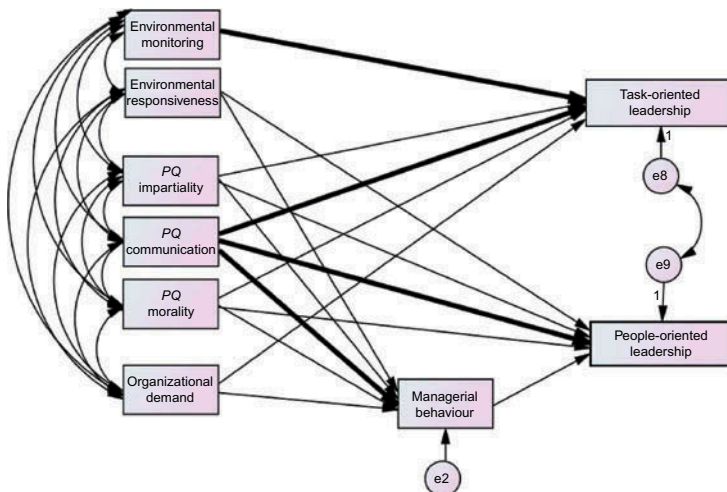 Environmental
monitoring
Environmental
responsiveness
PQ
impartiality
PQ
communication
PQ
morality
Organizational
demand
Task-oriented
leadership
1
e8
e9
1
People-oriented
leadership
Managerial
behaviour
e2